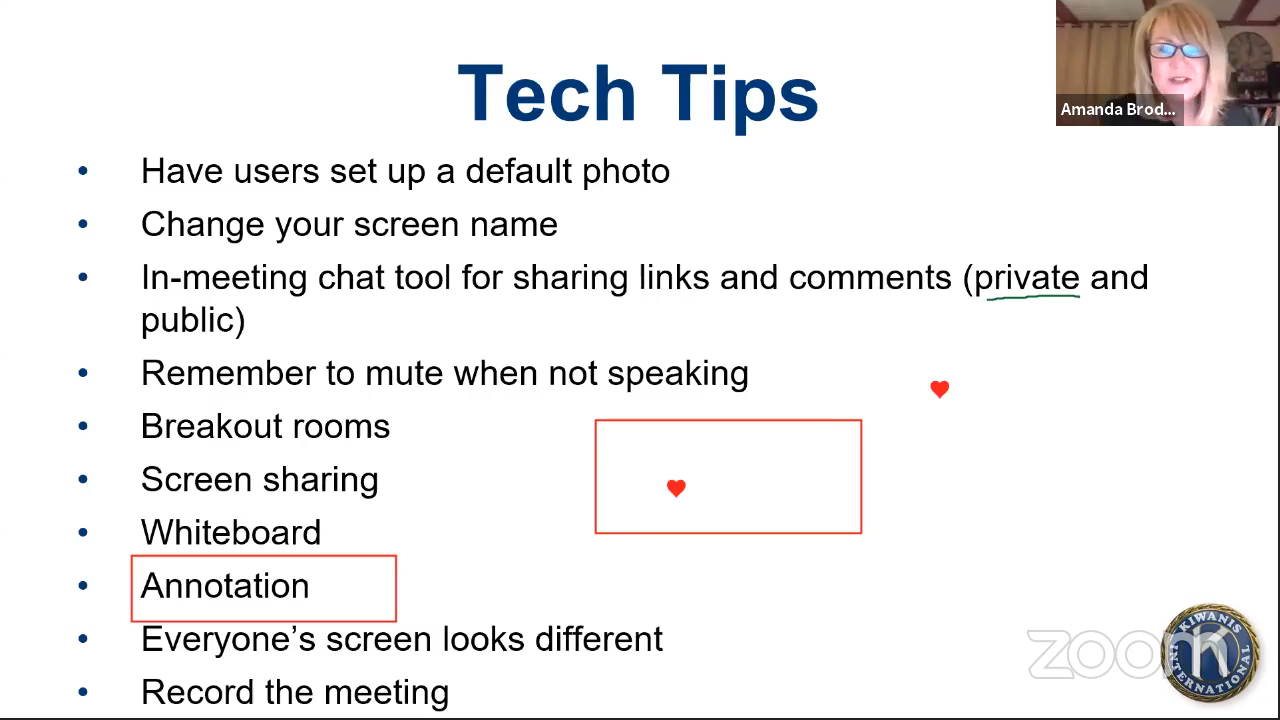 Tech Tips
Amanda Brod...
• Have users set up a default photo
• Change your screen name
• In-meeting chat tool for sharing links and comments (private and
public)
• Remember to mute when not speaking
• Breakout rooms
• Screen sharing
• Whiteboard
• Annotation
• Everyone’s screen looks different
• Record the meeting
zoom
KIWANIS
INTERNATIONAL
K